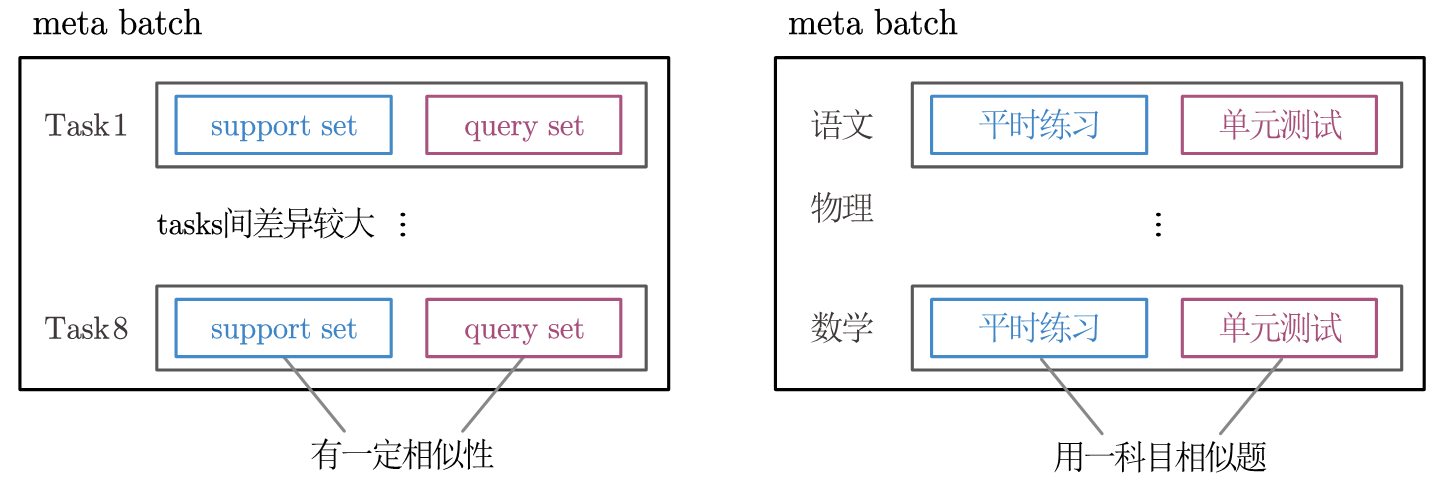 meta batch
Task1
support set
query set
tasks间差异较大 ⋮
Task8
support set
query set
有一定相似性
meta batch
语文
平时练习
单元测试
物理
⋮
数学
平时练习
单元测试
用一科目相似题